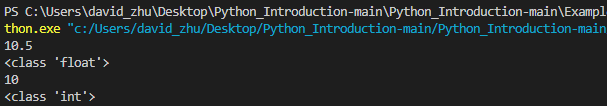 PS C:\Users\david_zhu\Desktop\Python_Introduction-main\Python_Introduction-main\Exampl
thon.exe "c:/Users/david_zhu/Desktop/Python_Introduction-main/Python_Introduction-main
10.5
<class 'float'>
10
<class 'int'>